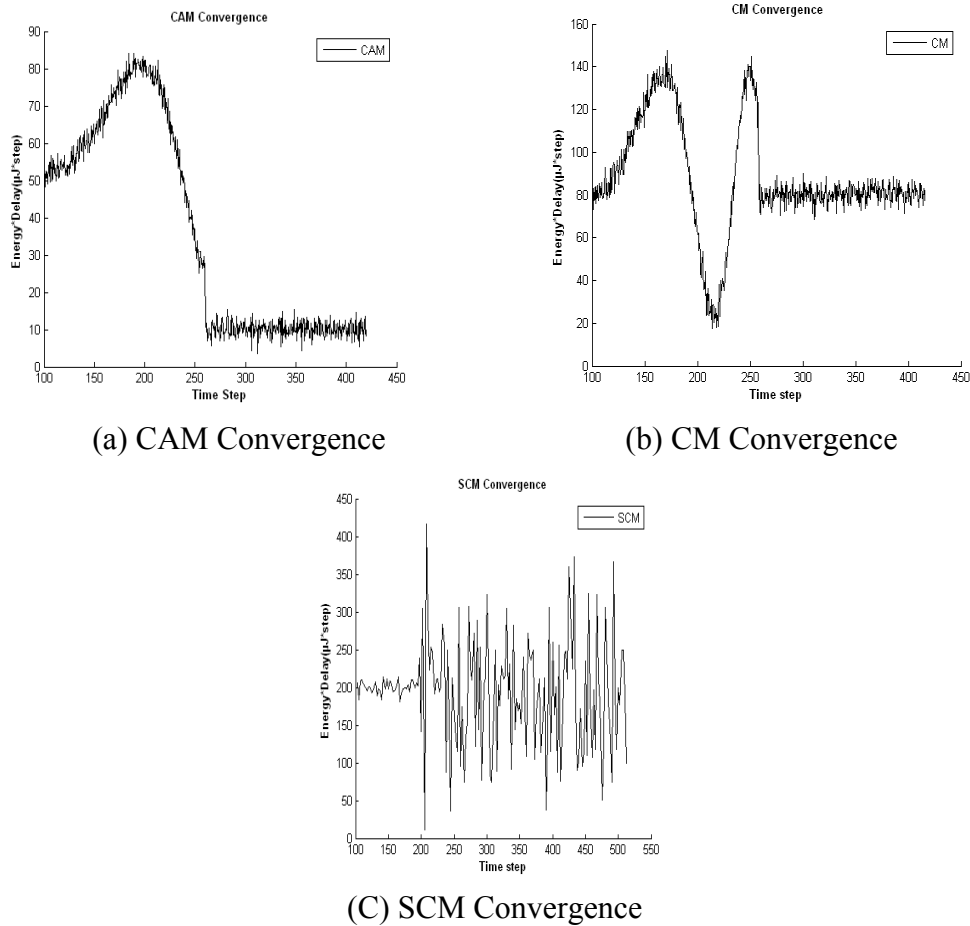 CAM Convergence
90
80
70
60
50
40
30
20
10
0
Energy*Delay(µJ*step)
CAM
100 150 200 250 300 350 400 450
Time Step
(a) CAM Convergence
CM Convergence
160
140
120
100
80
60
40
20
0
Energy*Delay(µJ*step)
CM
100 150 200 250 300 350 400 450
Time step
(b) CM Convergence
SCM Convergence
450
400
350
300
250
200
150
100
50
0
Energy*Delay(µJ*step)
SCM
100 150 200 250 300 350 400 450 500 550
Time step
(C) SCM Convergence